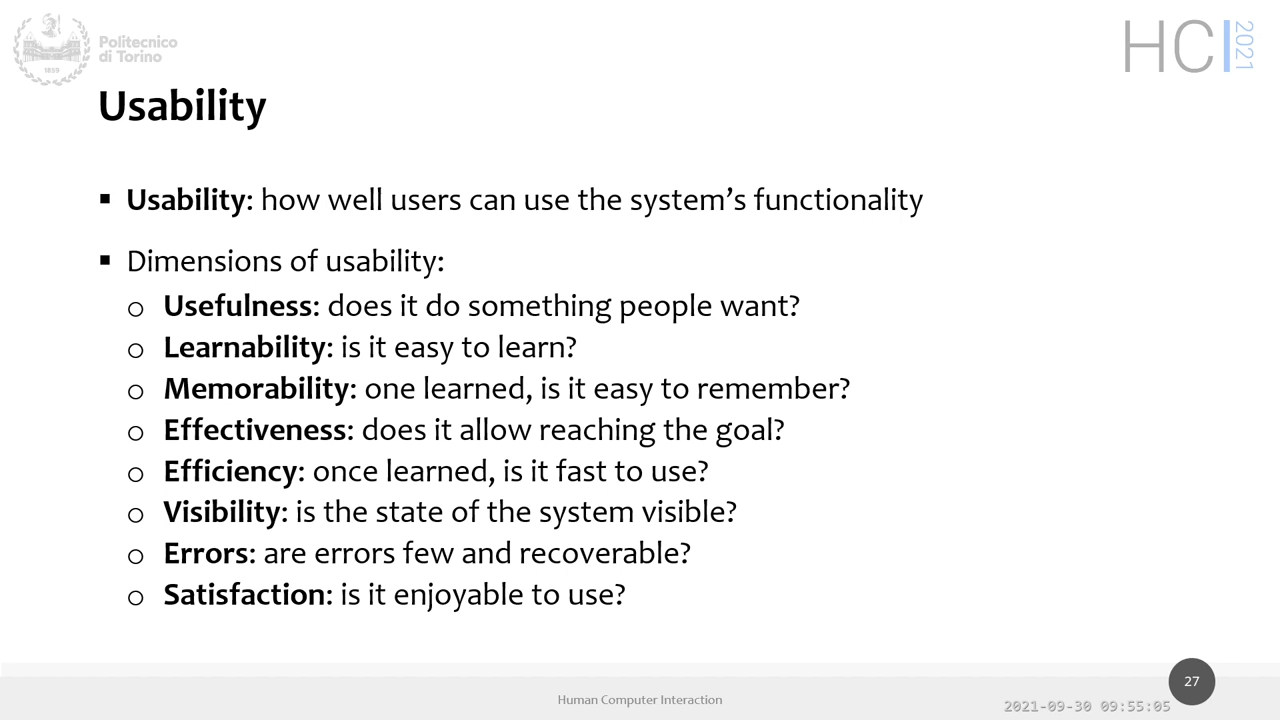 Politecnico
di Torino
1859
HCI 2021
Usability
▪ Usability: how well users can use the system’s functionality
▪ Dimensions of usability:
o Usefulness: does it do something people want?
o Learnability: is it easy to learn?
o Memorability: one learned, is it easy to remember?
o Effectiveness: does it allow reaching the goal?
o Efficiency: once learned, is it fast to use?
o Visibility: is the state of the system visible?
o Errors: are errors few and recoverable?
o Satisfaction: is it enjoyable to use?
27
Human Computer Interaction
2021-09-30 09:55:05